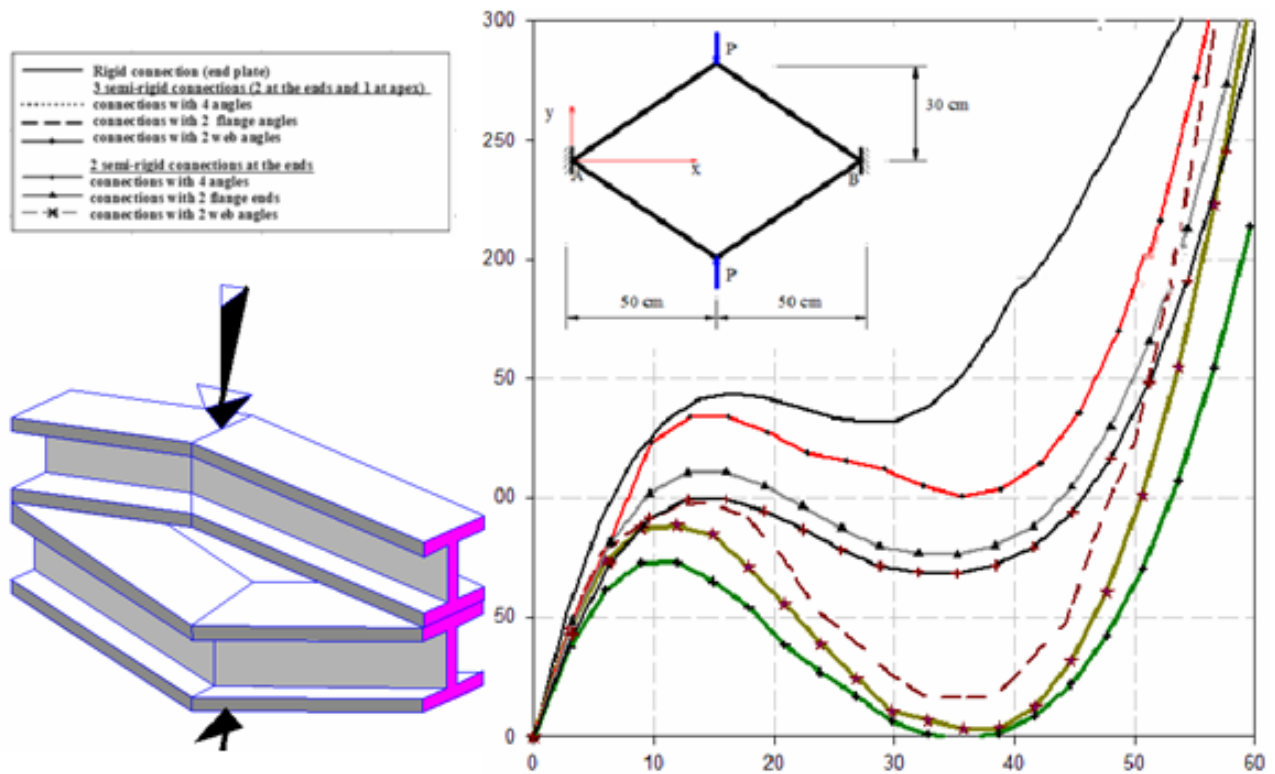 Rigid connection (end plate)
3 semi-rigid connections (2 at the ends and 1 at apex)
connections with 4 angles
connections with 2 flange angles
connections with 2 web angles
2 semi-rigid connections at the ends
connections with 4 angles
connections with 2 flange ends
connections with 2 web angles
300
250
200
50
00
50
0
0
10
20
30
40
50
60
P
30 cm
y
A
x
B
P
50 cm
50 cm